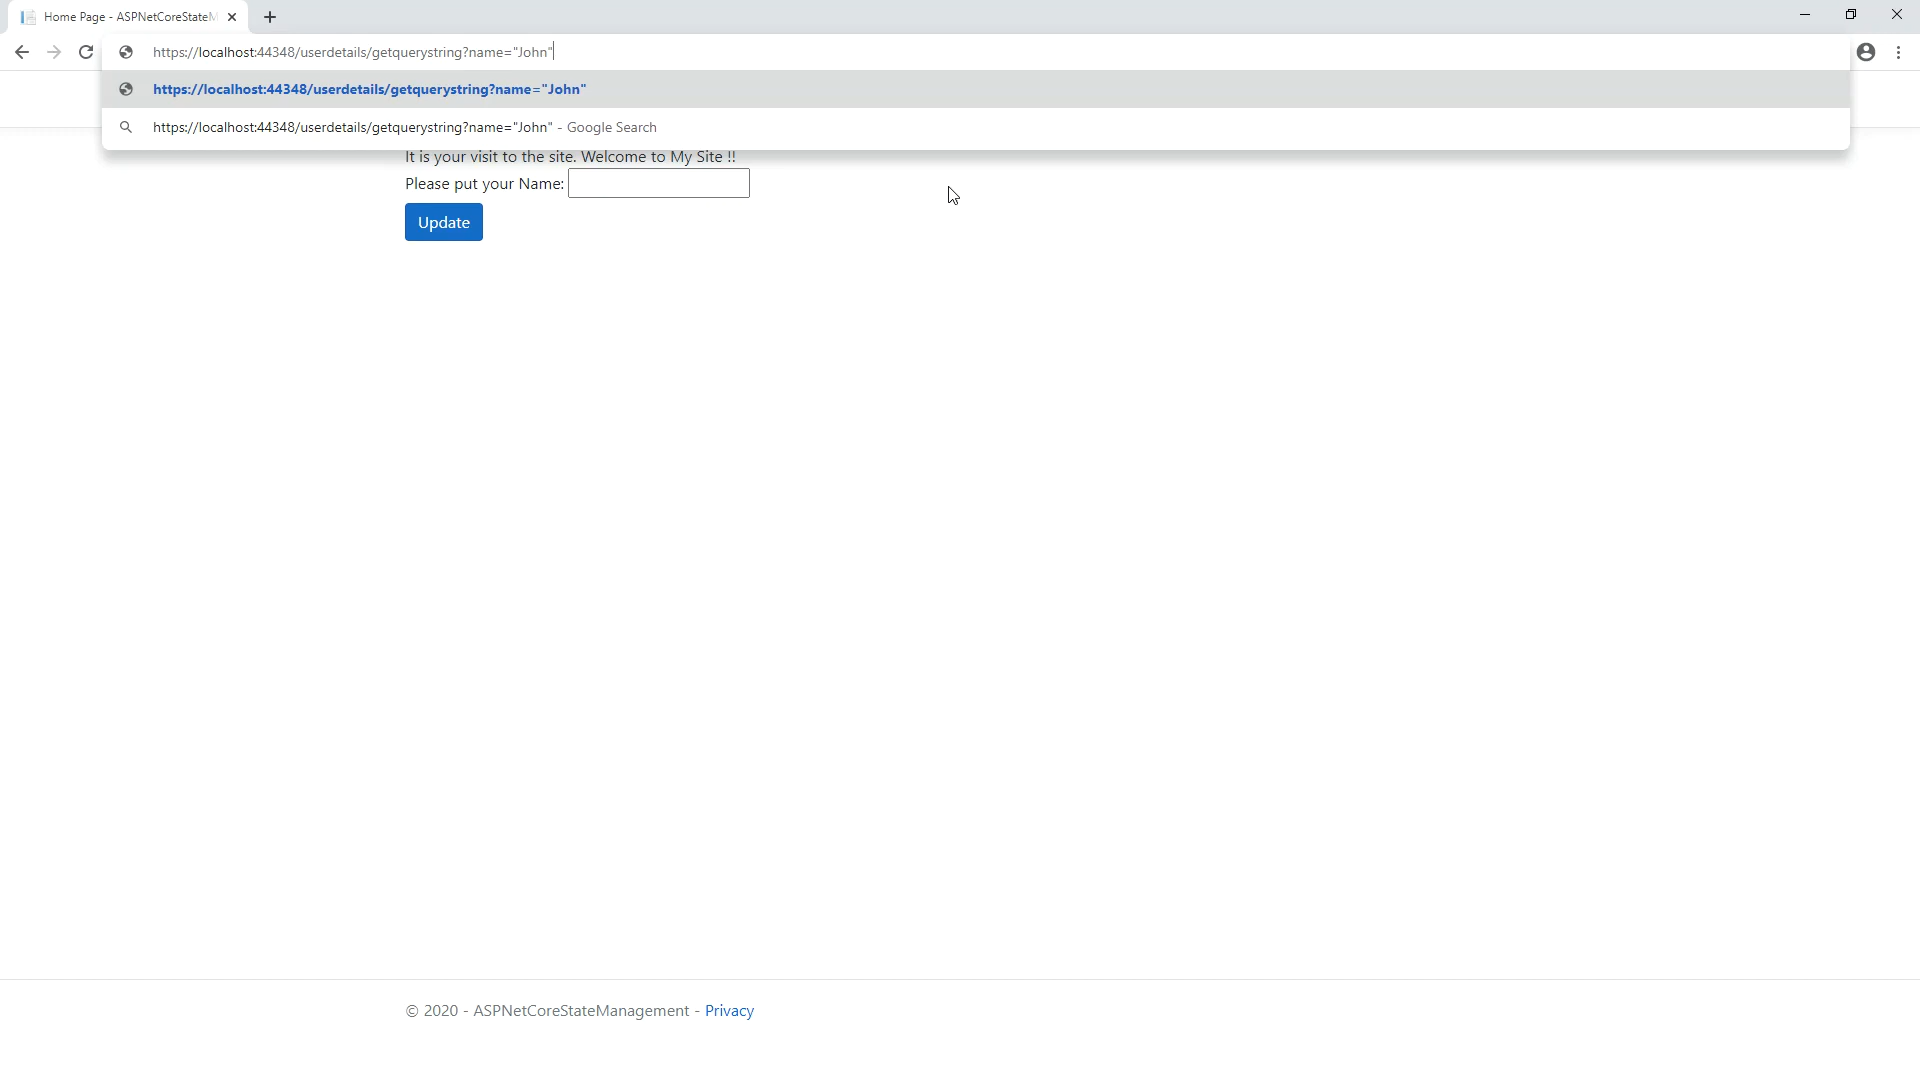 Home Page - ASPNetCoreStateM
https://localhost:44348/userdetails/getquerystring?name="John"
https://localhost:44348/userdetails/getquerystring?name="John"
https://localhost:44348/userdetails/getquerystring?name="John" - Google Search
It is your visit to the site. Welcome to My Site !!
Please put your Name:
Update
© 2020 - ASPNetCoreStateManagement - Privacy